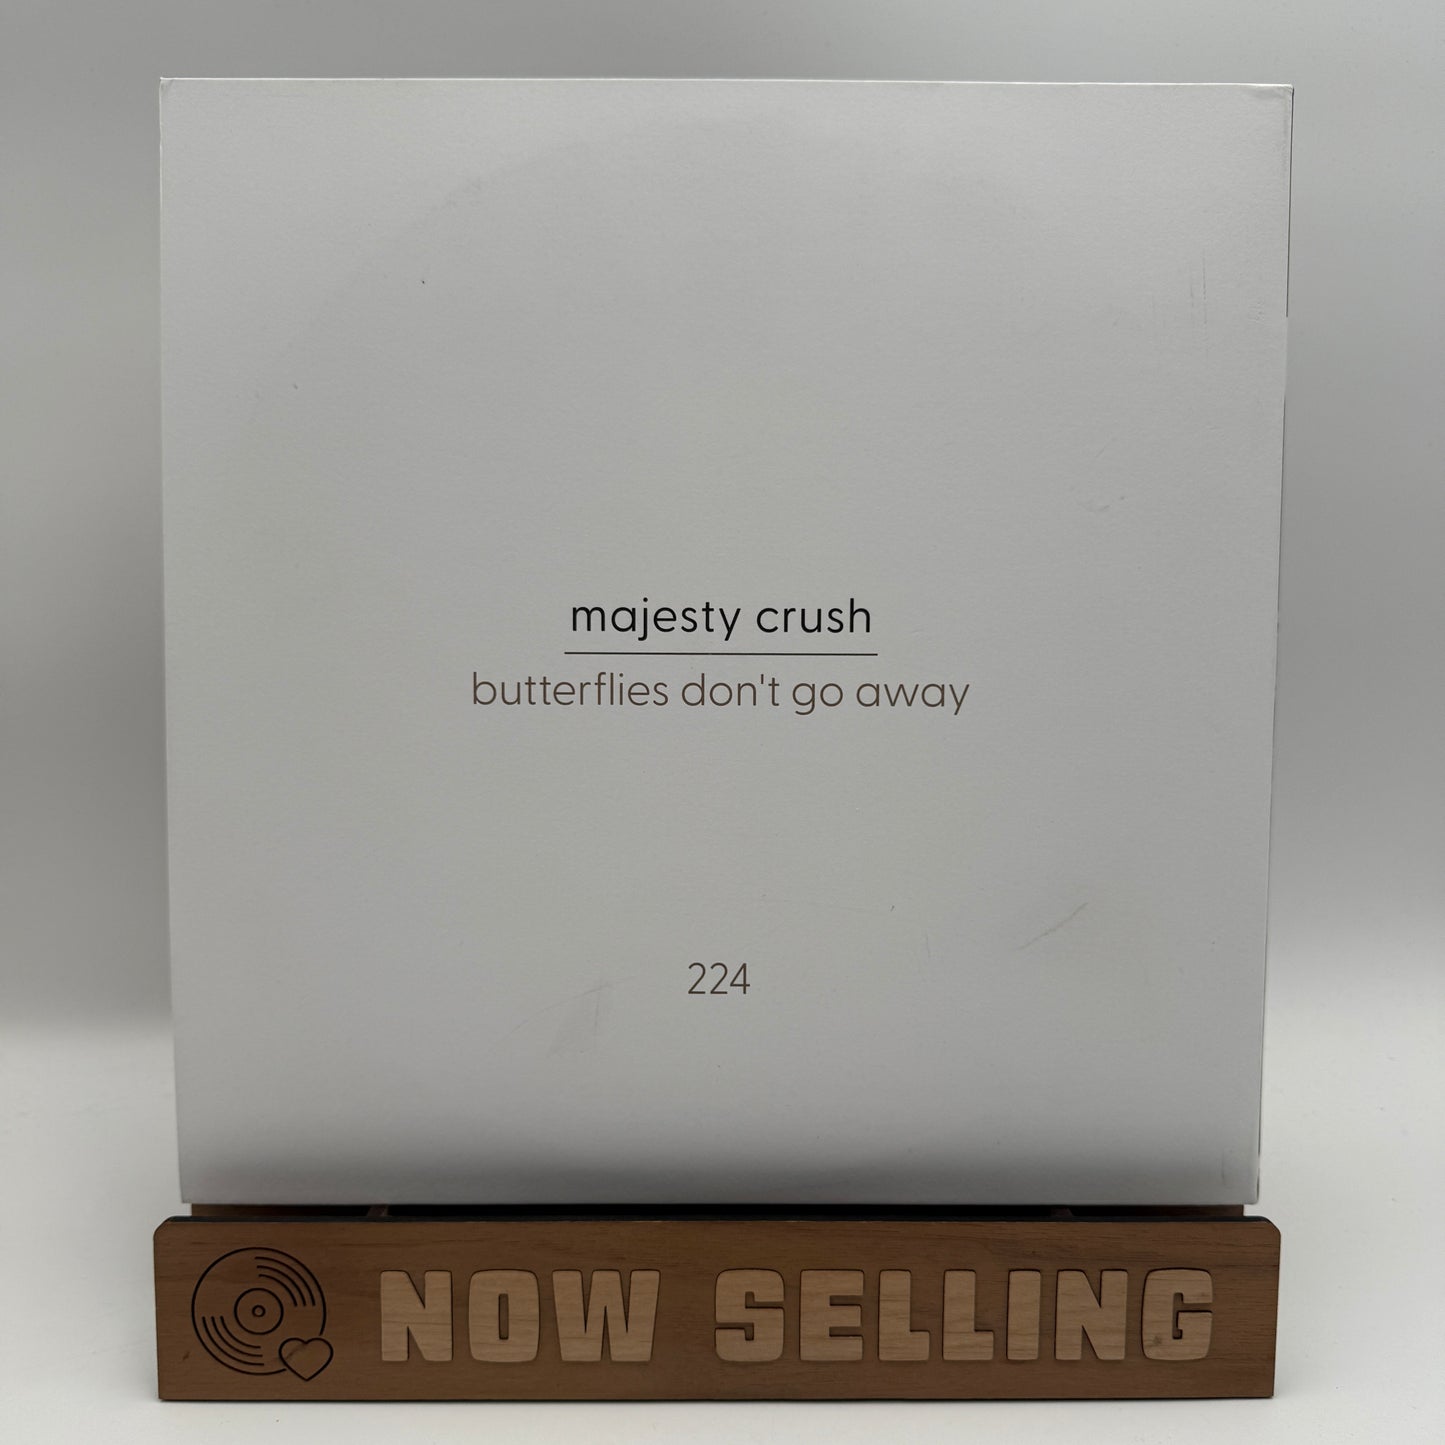 majesty crush
butterflies don't go away
224
NOW SELLING